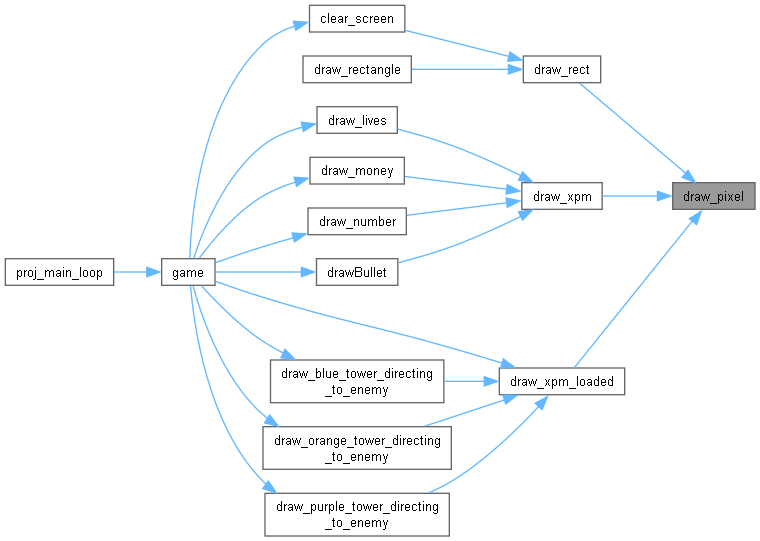 clear_screen
draw_rectangle
draw_rect
draw_lives
draw_money
draw_xpm
draw_pixel
draw_number
proj_main_loop
game
drawBullet
draw_blue_tower_directing
_to_enemy
draw_xpm_loaded
draw_orange_tower_directing
_to_enemy
draw_purple_tower_directing
_to_enemy